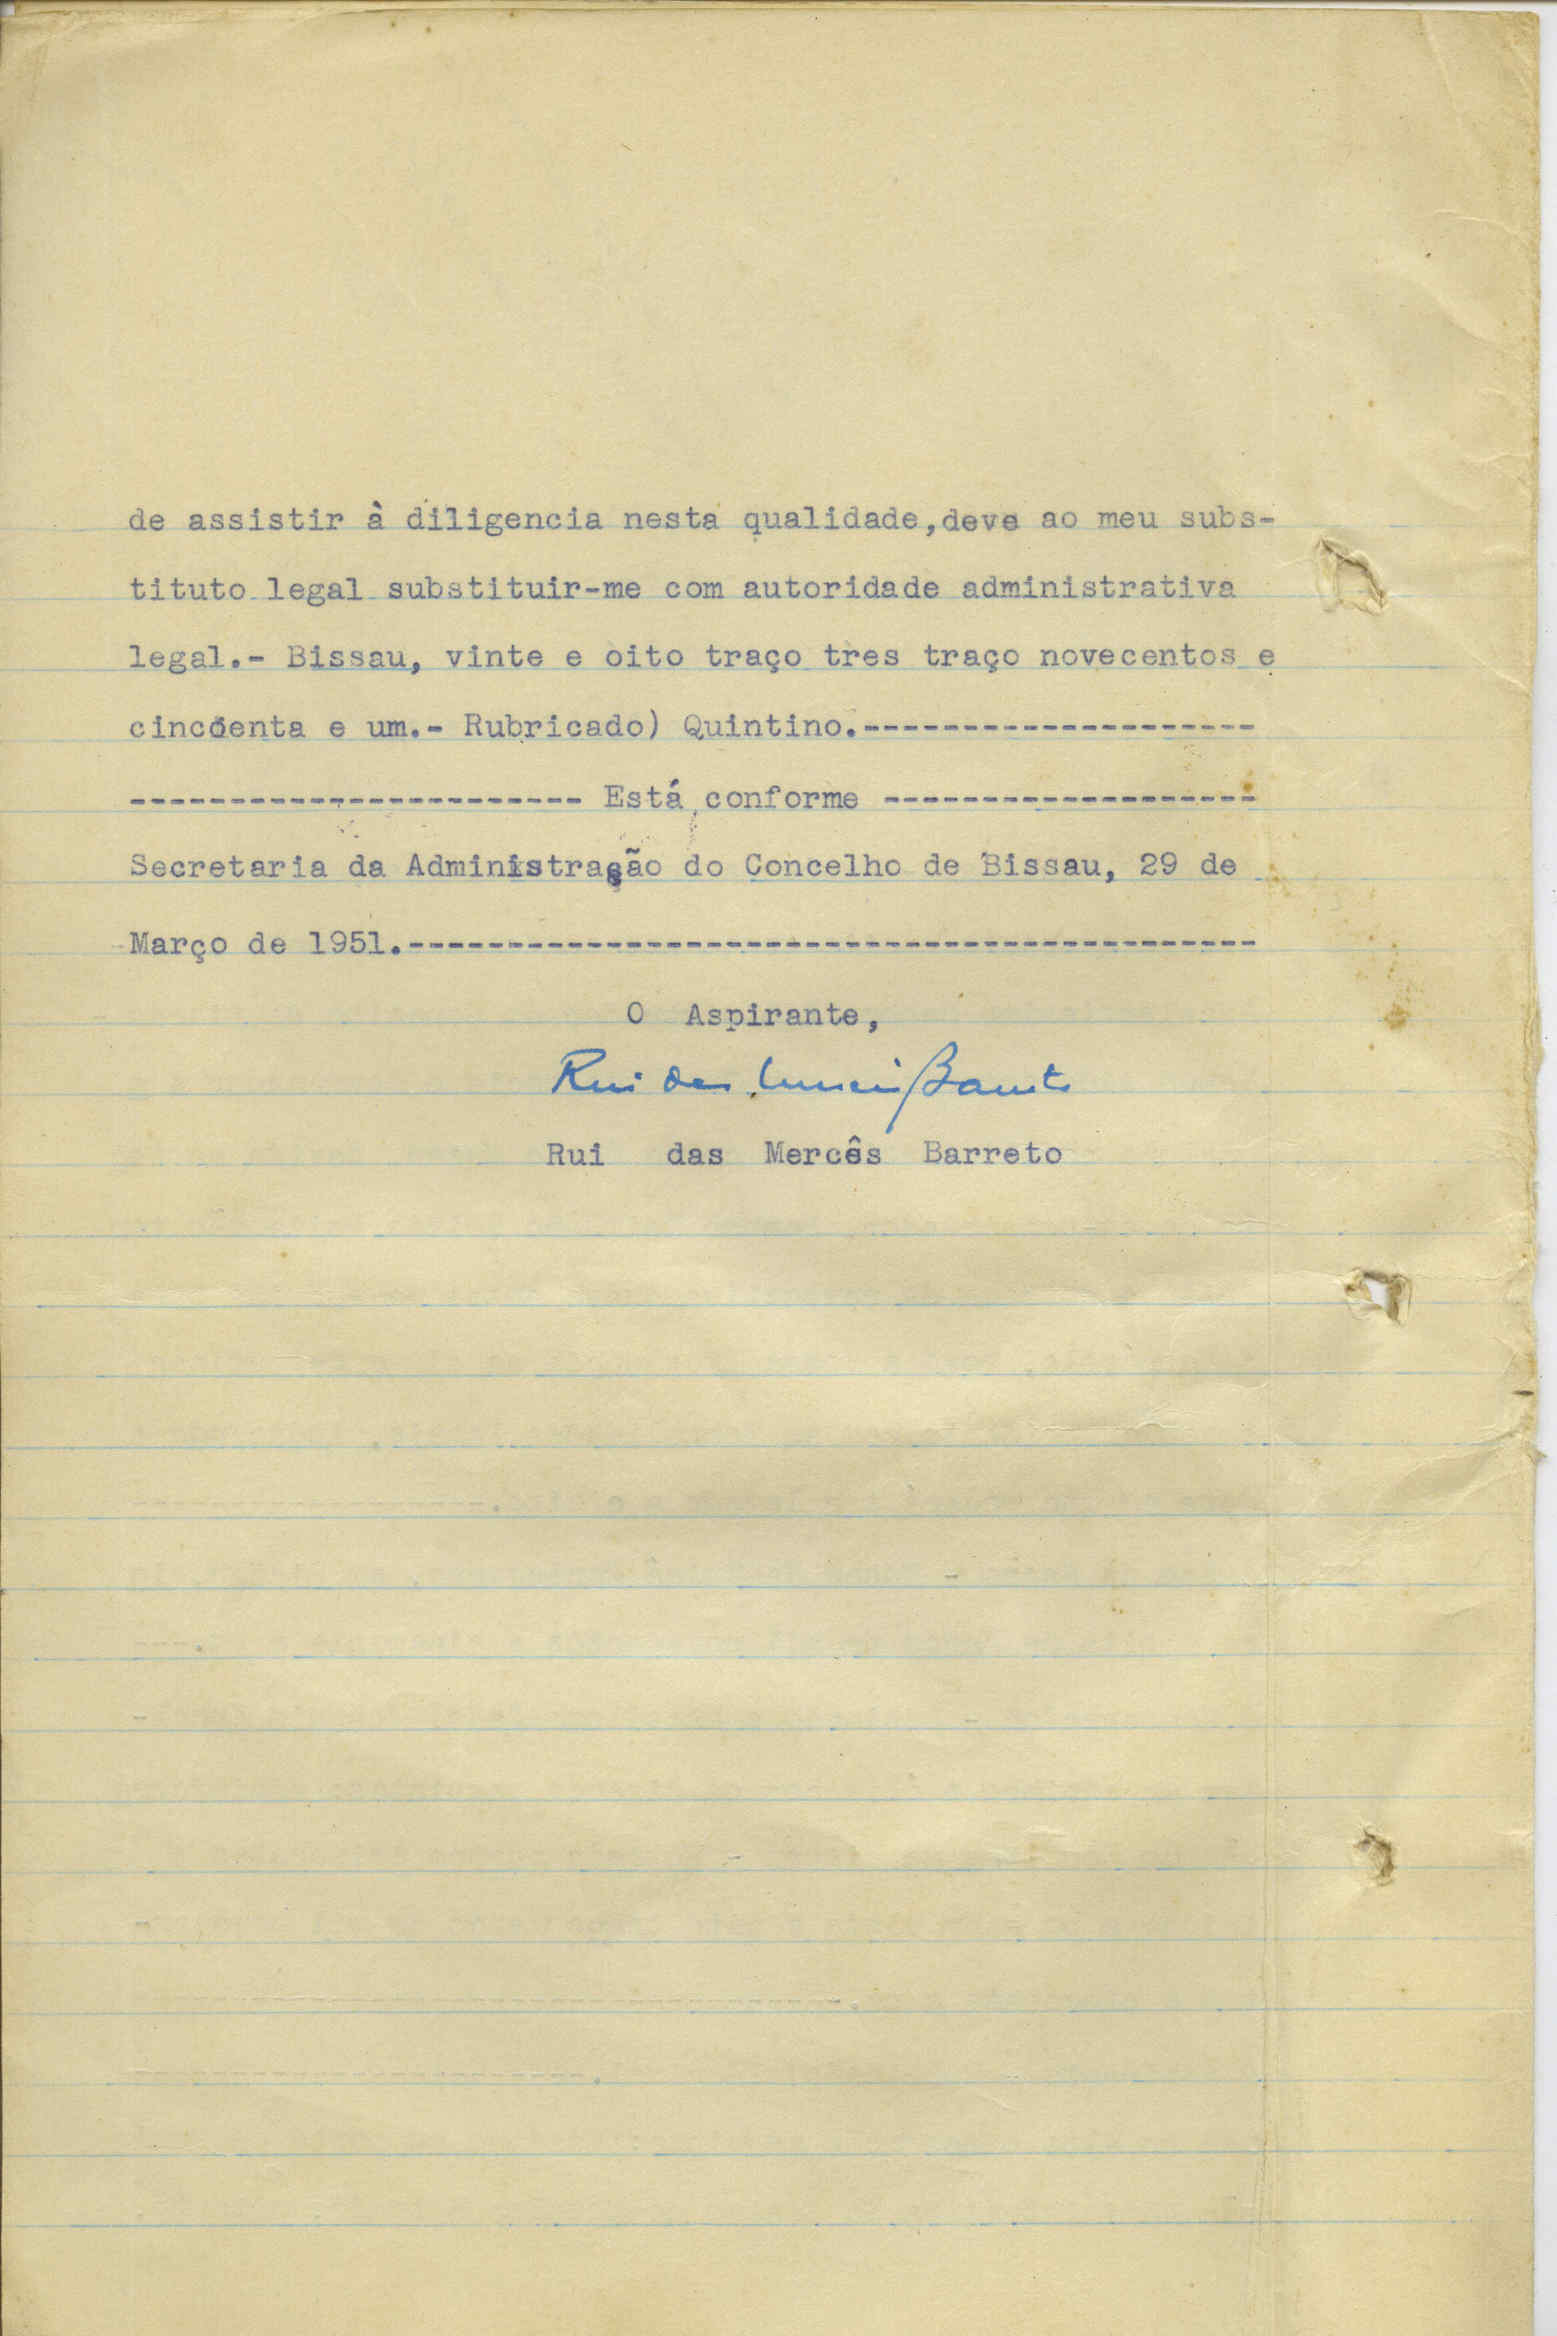 de assistir à diligencia nesta qualidade,deve ao meu subs-
tituto legal substituir-me com autoridade administrativa
legal.- Bissau, vinte e oito traço tres traço novecentos e
cincöenta e um.- Rubricado) Quintino.--------------------
----------------------- Está conforme -------------------
Secretaria da Administração do Concelho de Bissau, 29 de
Março de 1951.-------------------------------------------
O Aspirante,
Rui das Mercês Barreto
Rui das Mercês Barreto